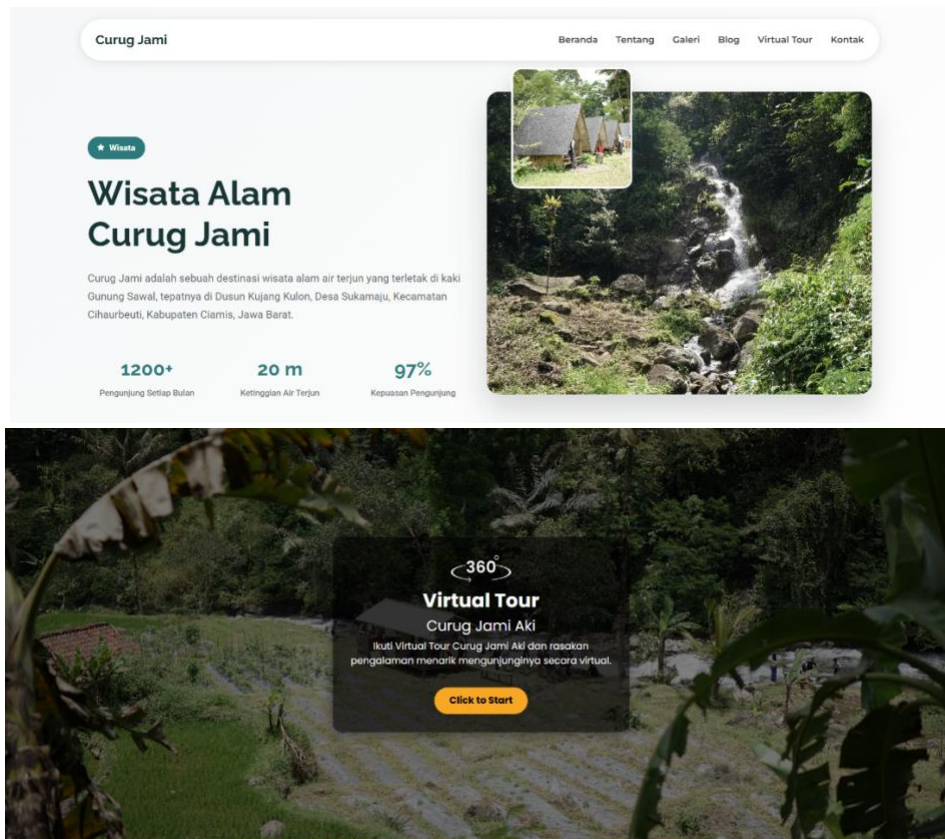 Curug Jami
Beranda Tentang Galeri Blog Virtual Tour Kontak
Wisata
Wisata Alam
Curug Jami
Curug Jami adalah sebuah destinasi wisata alam air terjun yang terletak di kaki
Gunung Sawal, tepatnya di Dusun Kujang Kulon, Desa Sukamaju, Kecamatan
Cihaurbeuti, Kabupaten Ciamis, Jawa Barat.
1200+ 20 m 97%
Pengunjung Setiap Bulan Ketinggian Air Terjun Kepuasan Pengunjung
360°
Virtual Tour
Curug Jami Aki
Ikuti Virtual Tour Curug Jami Aki dan rasakan
pengalaman menarik mengunjunginya secara virtual.
Click to Start